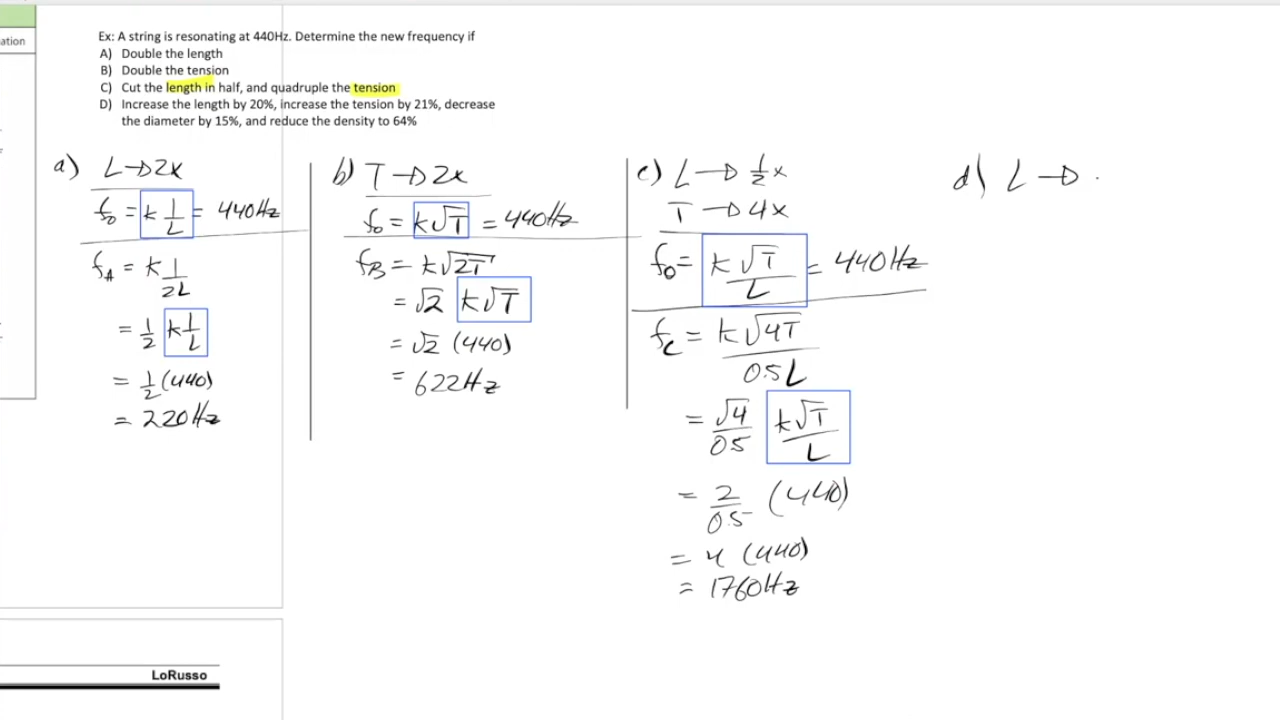 ation
Ex: A string is resonating at 440Hz. Determine the new frequency if
A) Double the length
B) Double the tension
C) Cut the length in half, and quadruple the tension
D) Increase the length by 20%, increase the tension by 21%, decrease
the diameter by 15%, and reduce the density to 64%
a) L→2x
f₀ = k 1/L = 440Hz
f_A = k 1/2L
= 1/2 k 1/L
= 1/2 (440)
= 220Hz
b) T→2x
f₀ = k√T = 440Hz
f_B = k√2T
= √2 k√T
= √2 (440)
= 622Hz
c) L→ 1/2 x
T→4x
f₀ = k√T/L = 440Hz
f_C = k√4T/0.5L
= √4/0.5 k√T/L
= 2/0.5 (440)
= 4 (440)
= 1760Hz
d) L→ .
LoRusso